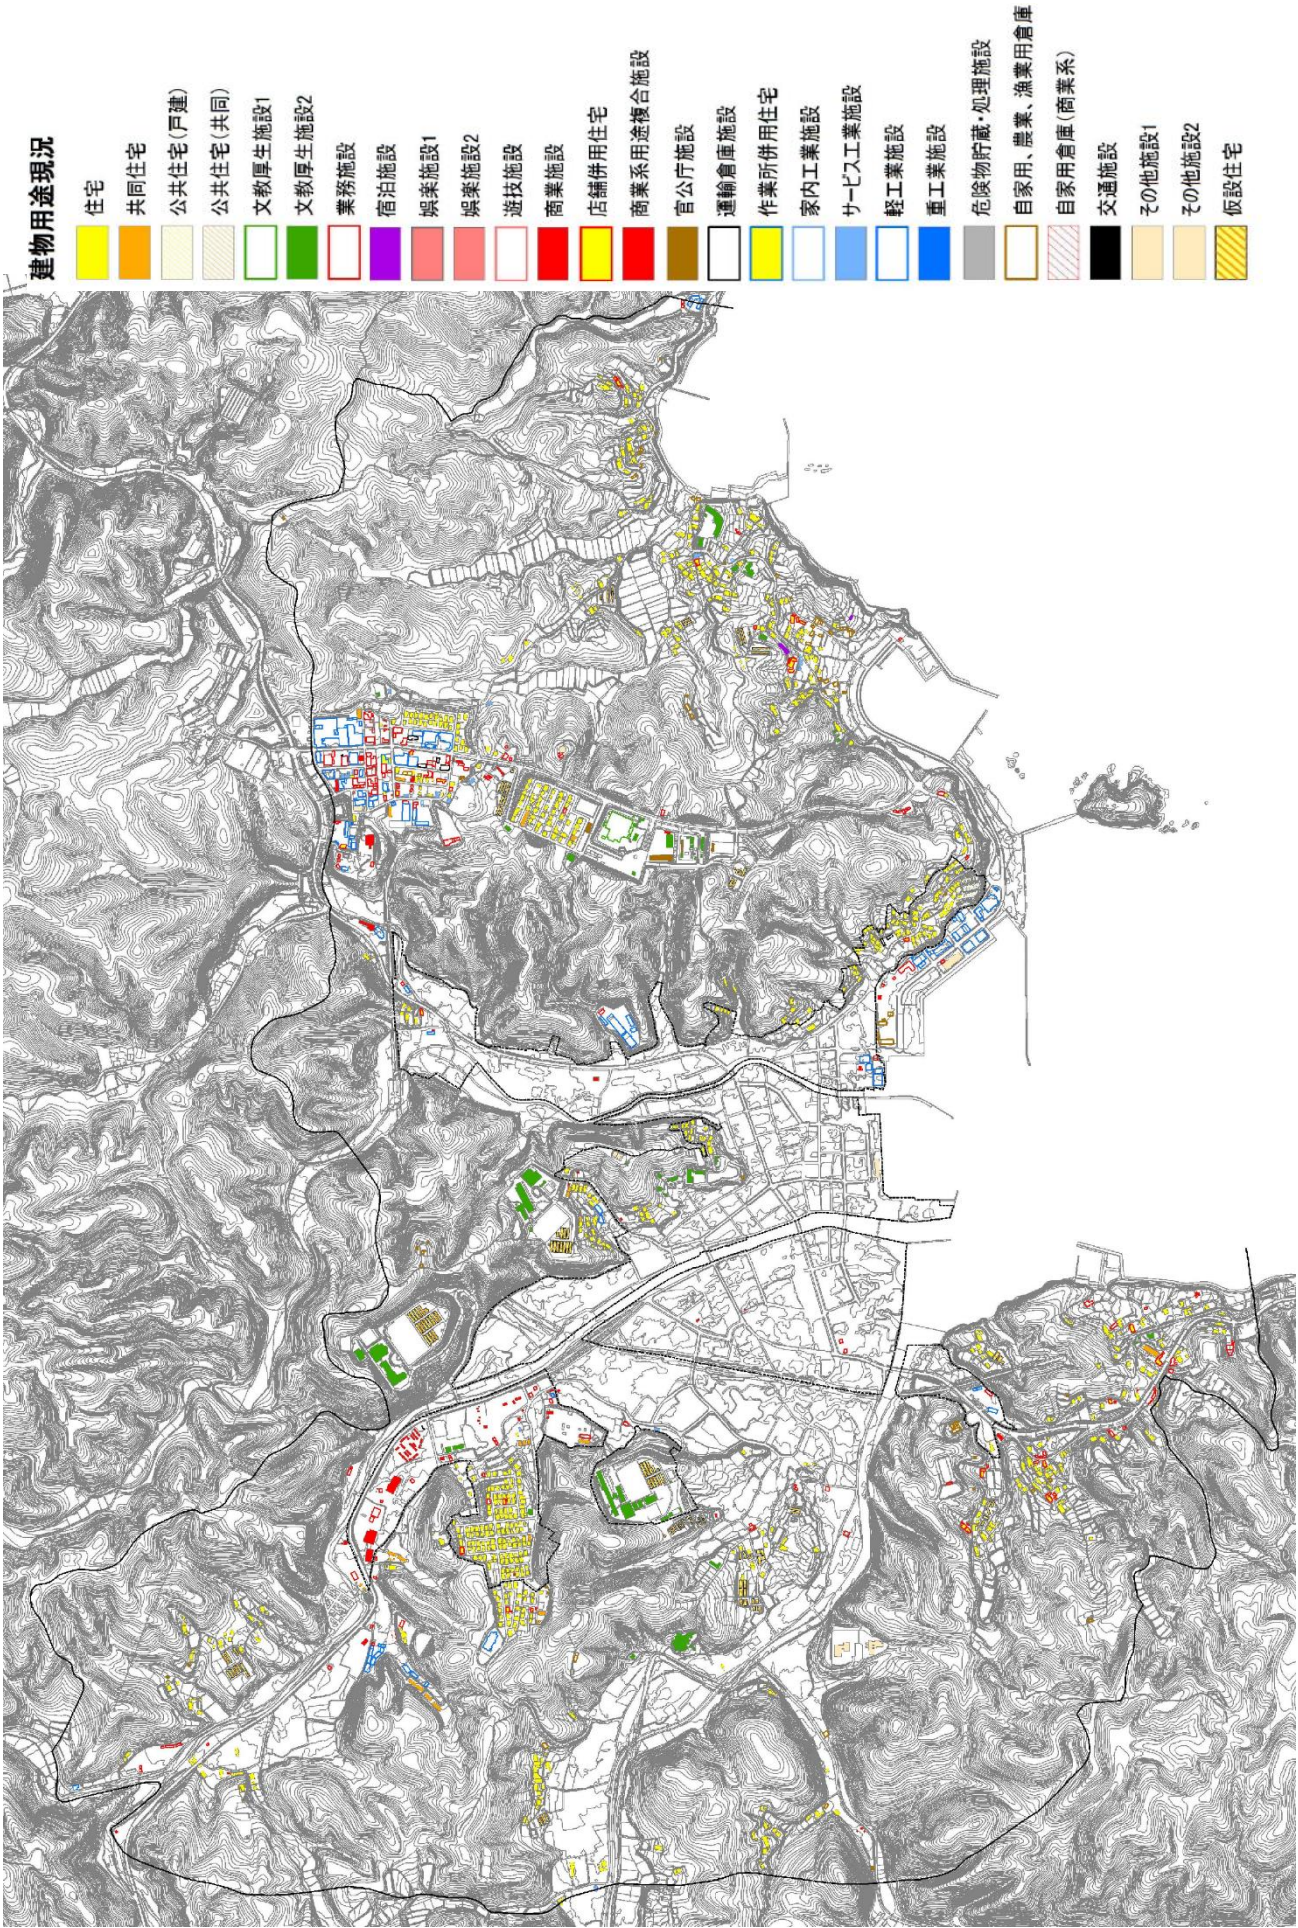 建物用途現況
住宅
共同住宅
公共住宅(戸建)
公共住宅(共同)
文教厚生施設1
文教厚生施設2
業務施設
宿泊施設
娯楽施設1
娯楽施設2
遊技施設
商業施設
店舗併用住宅
商業系用途複合施設
官公庁施設
運輸倉庫施設
作業所併用住宅
家内工業施設
サービス工業施設
軽工業施設
重工業施設
危険物貯蔵・処理施設
自家用、農業、漁業用倉庫
自家用倉庫(商業系)
交通施設
その他施設1
その他施設2
仮設住宅